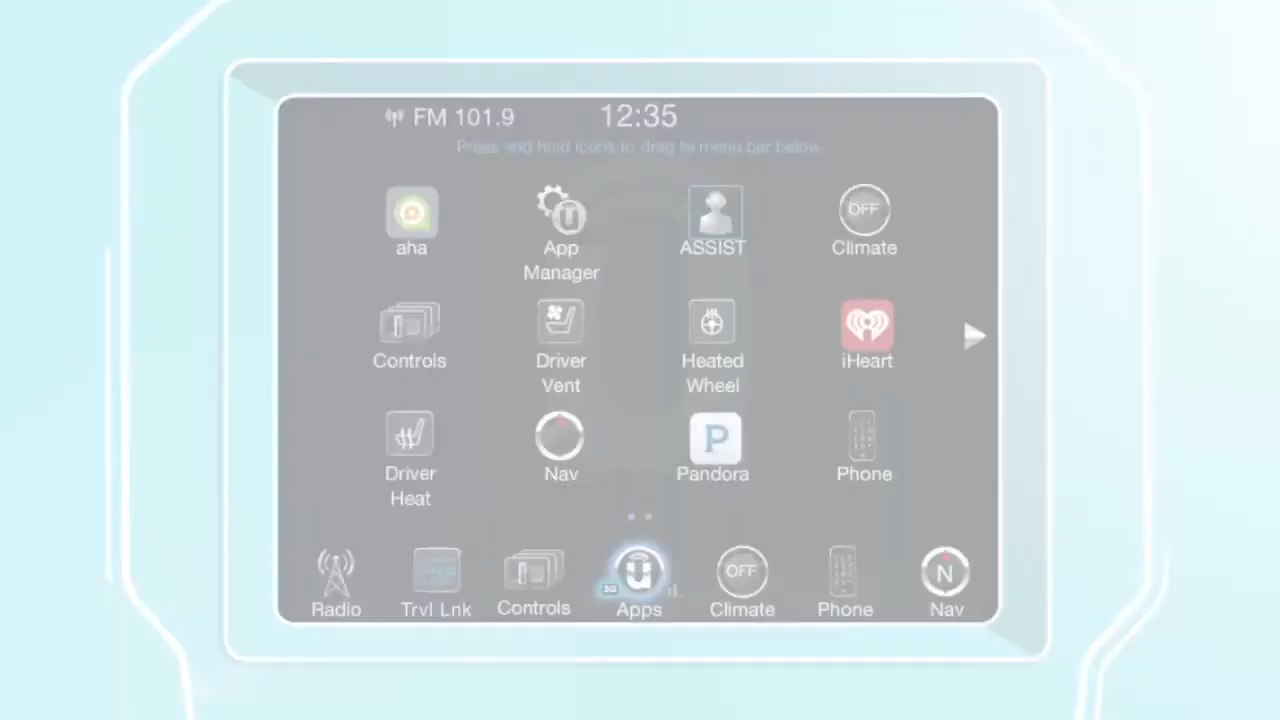 FM 101.9 12:35
Press and hold icons to drag to menu bar below.
aha App Manager ASSIST OFF Climate
Controls Driver Vent Heated Wheel iHeart
Driver Heat Nav P Pandora Phone
3G OFF N
Radio Trvl Lnk Controls Apps Climate Phone Nav